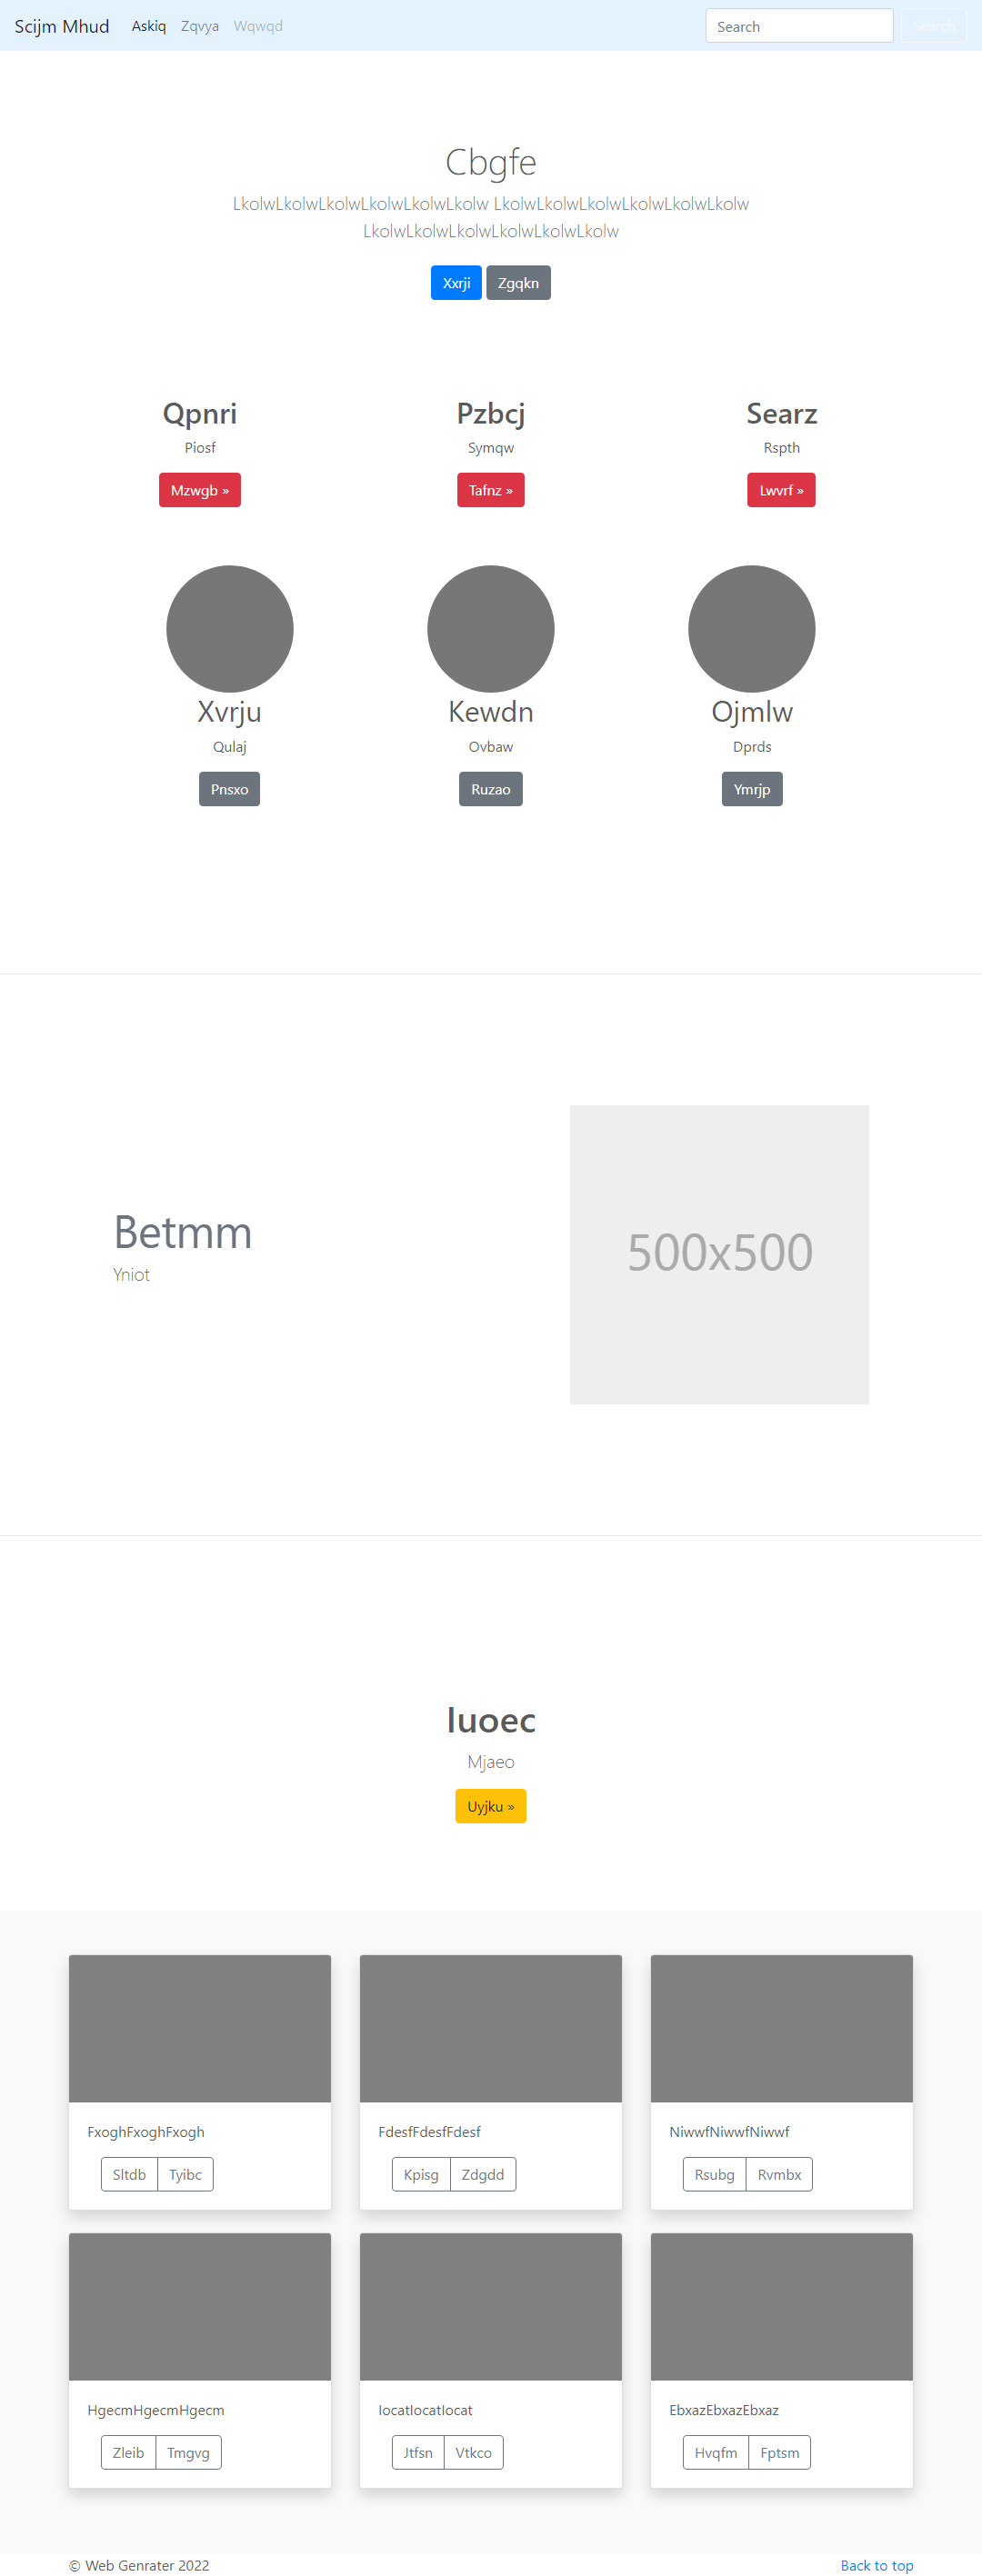 Scijm Mhud Askiq Zqvya Wqwqd Search Search
Cbgfe
LkolwLkolwLkolwLkolwLkolwLkolw LkolwLkolwLkolwLkolwLkolwLkolw
LkolwLkolwLkolwLkolwLkolwLkolw
Xxrji Zgqkn
Qpnri Pzbcj Searz
Piosf Symqw Rspth
Mzwgb » Tafnz » Lwvrf »
Xvrju Kewdn Ojmlw
Qulaj Ovbaw Dprds
Pnsxo Ruzao Ymrjp
Betmm
Yniot
500x500
Iuoec
Mjaeo
Uyjku »
FxoghFxoghFxogh FdesfFdesfFdesf NiwwfNiwwfNiwwf
Sltdb Tyibc Kpisg Zdgdd Rsubg Rvmbx
HgecmHgecmHgecm IocatIocatIocat EbxazEbxazEbxaz
Zleib Tmgvg Jtfsn Vtkco Hvqfm Fptsm
© Web Genrater 2022 Back to top